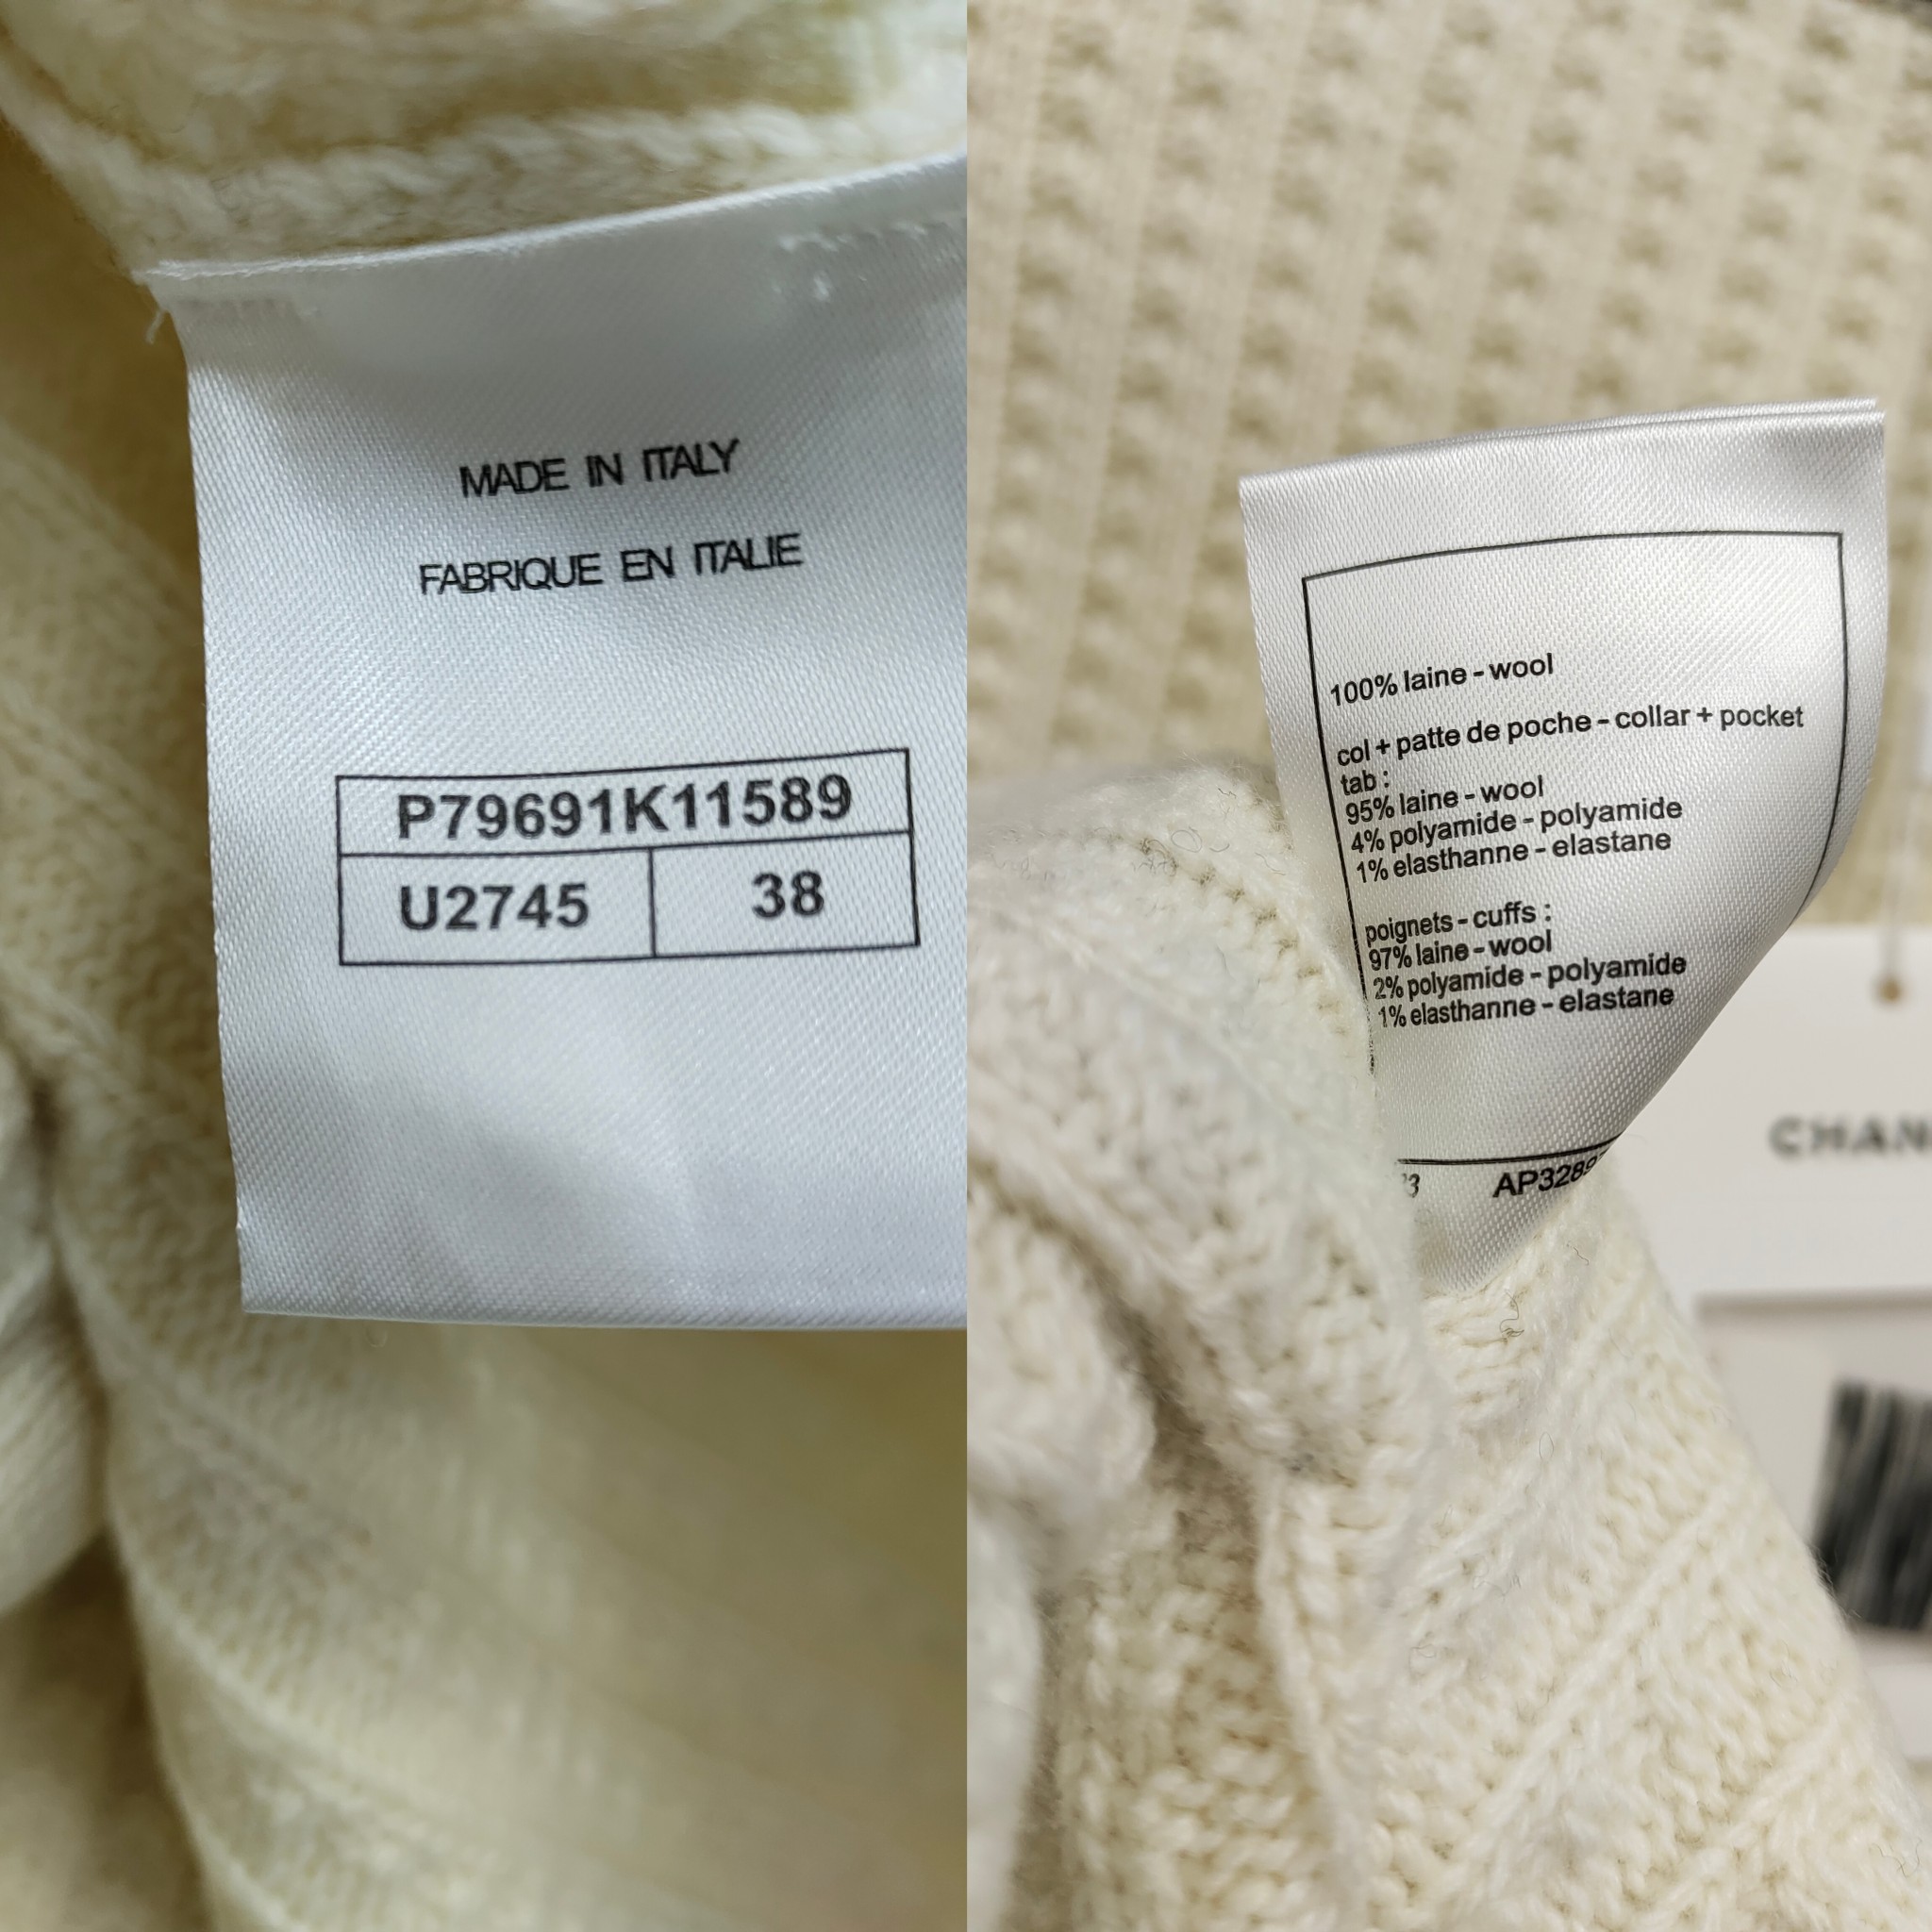 MADE IN ITALY
FABRIQUE EN ITALIE
P79691K11589
U2745 38
100% laine - wool
col + patte de poche - collar + pocket
tab :
95% laine - wool
4% polyamide - polyamide
1% elasthanne - elastane
poignets - cuffs :
97% laine - wool
2% polyamide - polyamide
1% elasthanne - elastane
CHAN